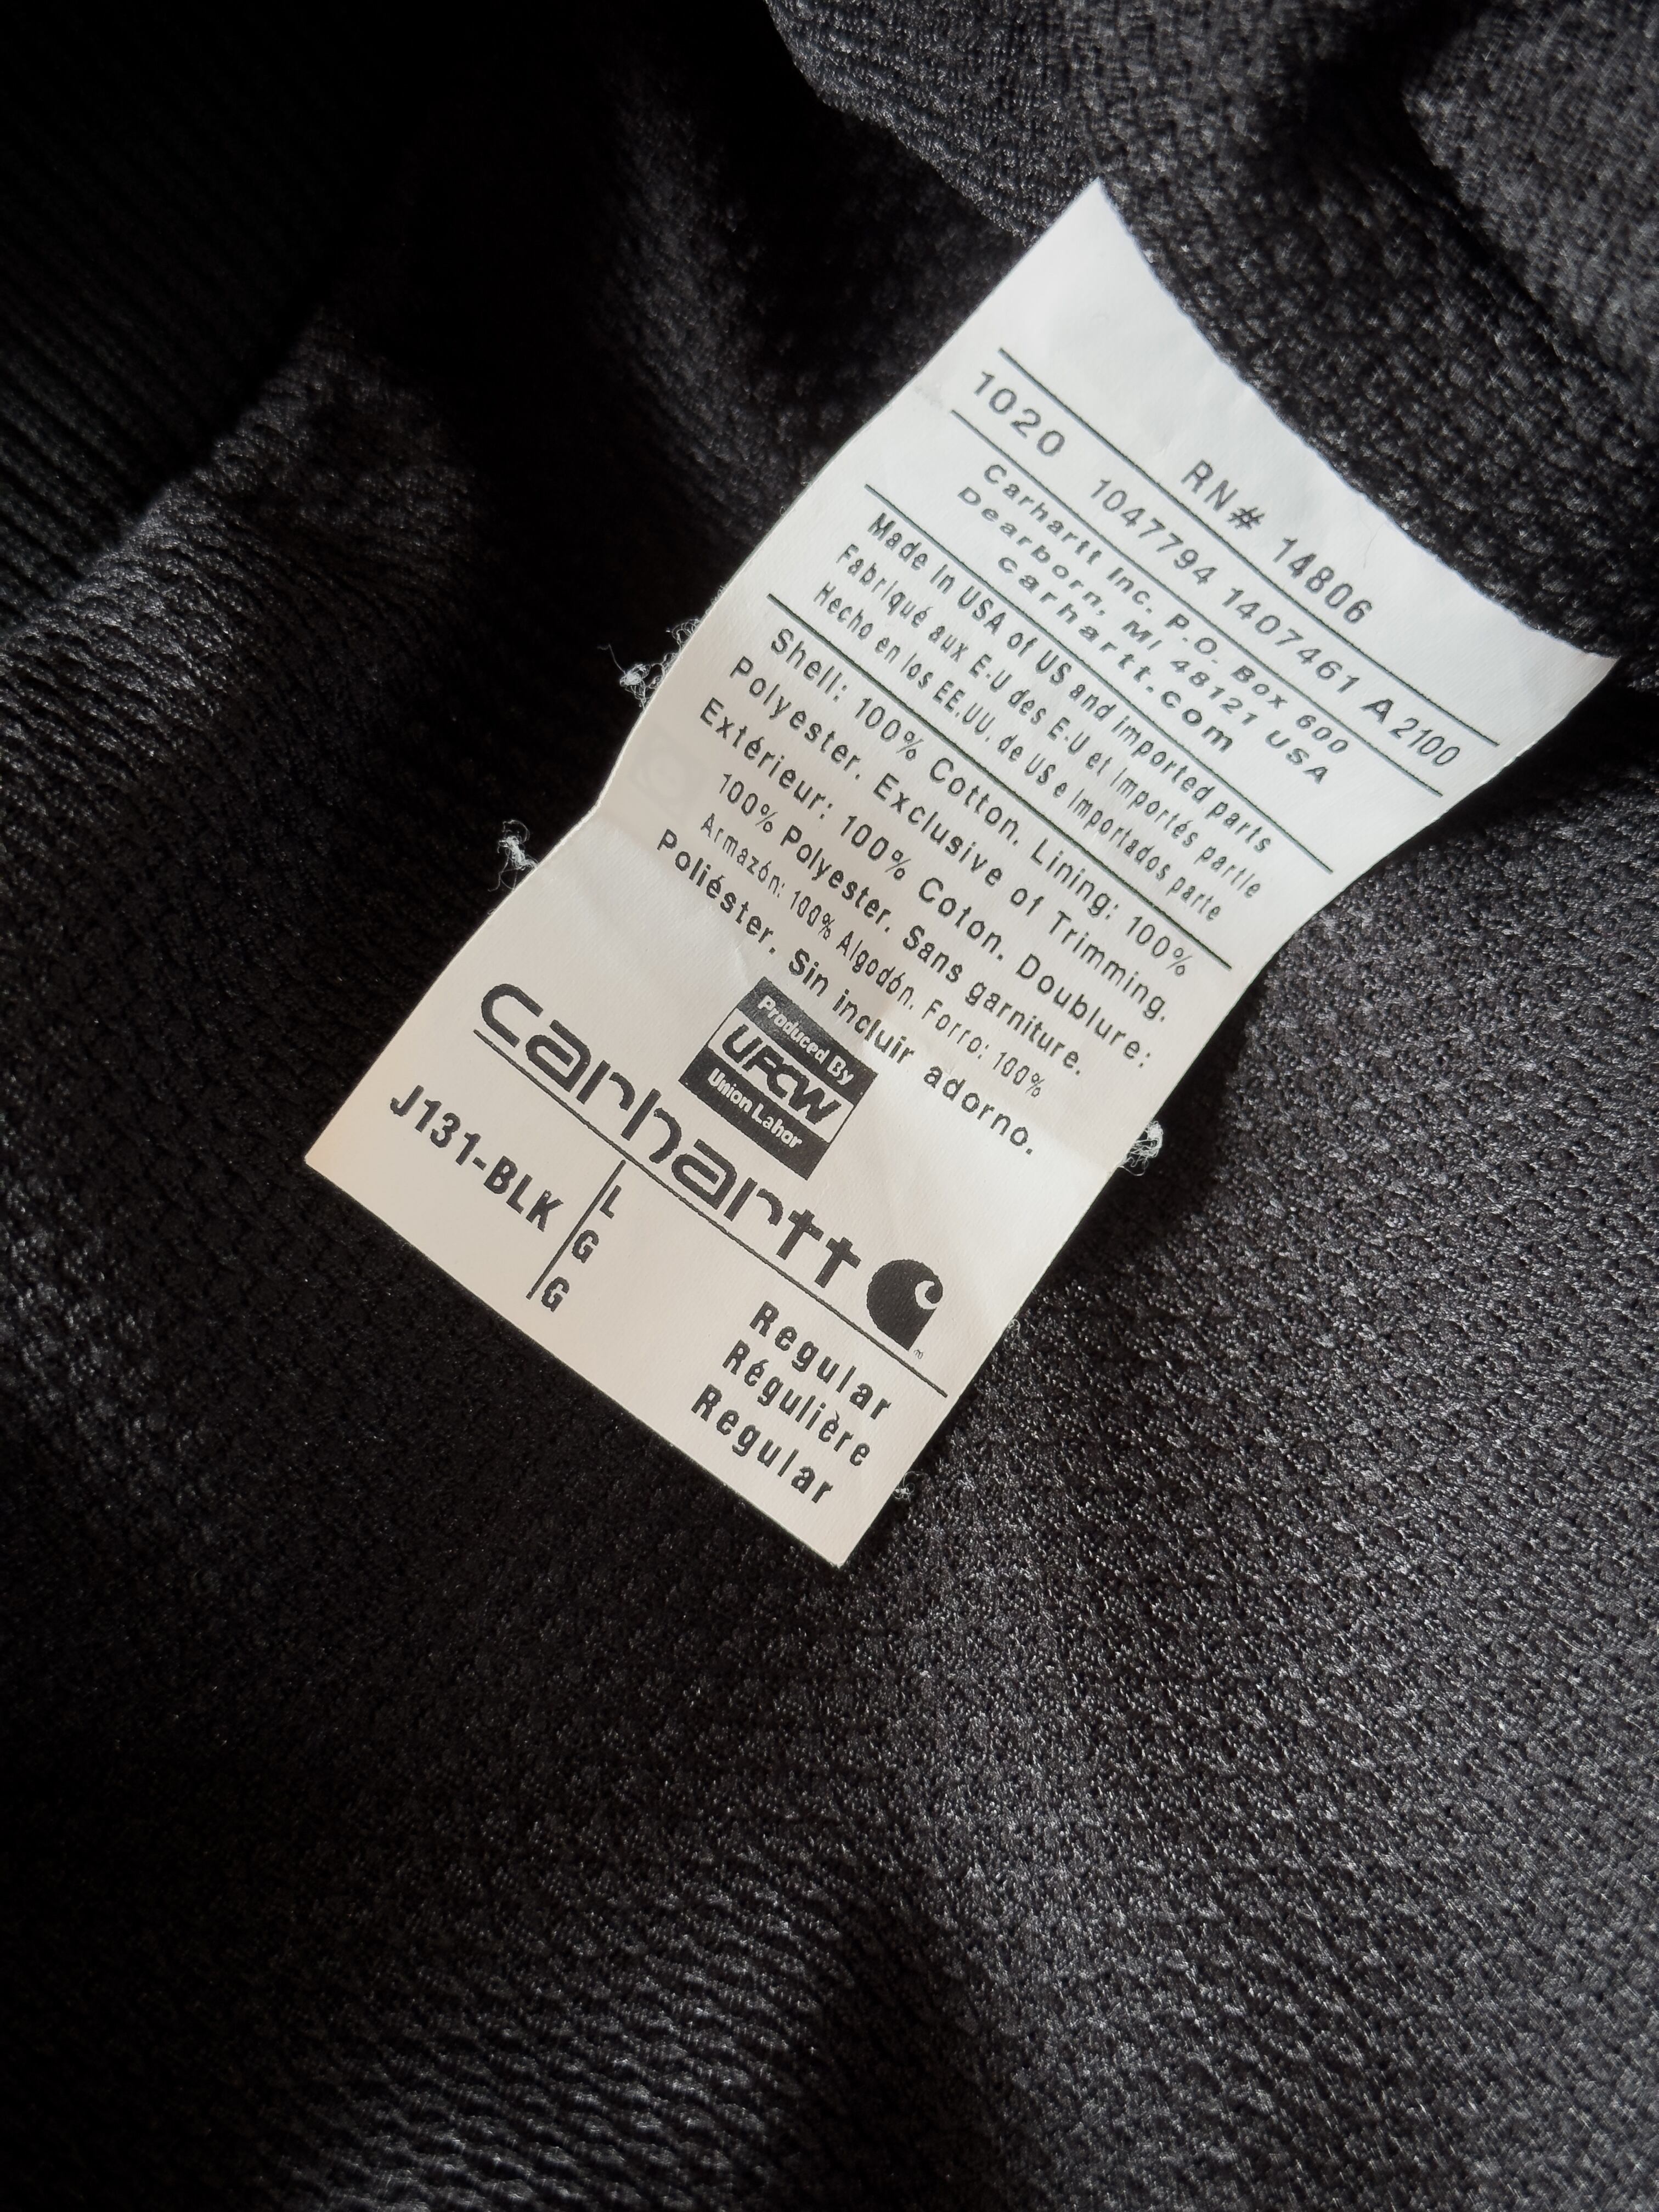 RN# 14806
1020 1047794 1407461 A 2100
Carhartt Inc. P.O. Box 600
Dearborn, MI 48121 USA
carhartt.com
Made in USA of US and imported parts
Fabriqué aux E-U des E-U et importés partie
Hecho en los EE.UU. de US e Importados parte
Shell: 100% Cotton. Lining: 100%
Polyester. Exclusive of Trimming.
Extérieur: 100% Coton. Doublure:
100% Polyester. Sans garniture.
Armazón: 100% Algodón. Forro: 100%
Poliéster. Sin incluir adorno.
Produced By
UFCW
Union Labor
carhartt
J131-BLK L Regular
G Régulière
G Regular